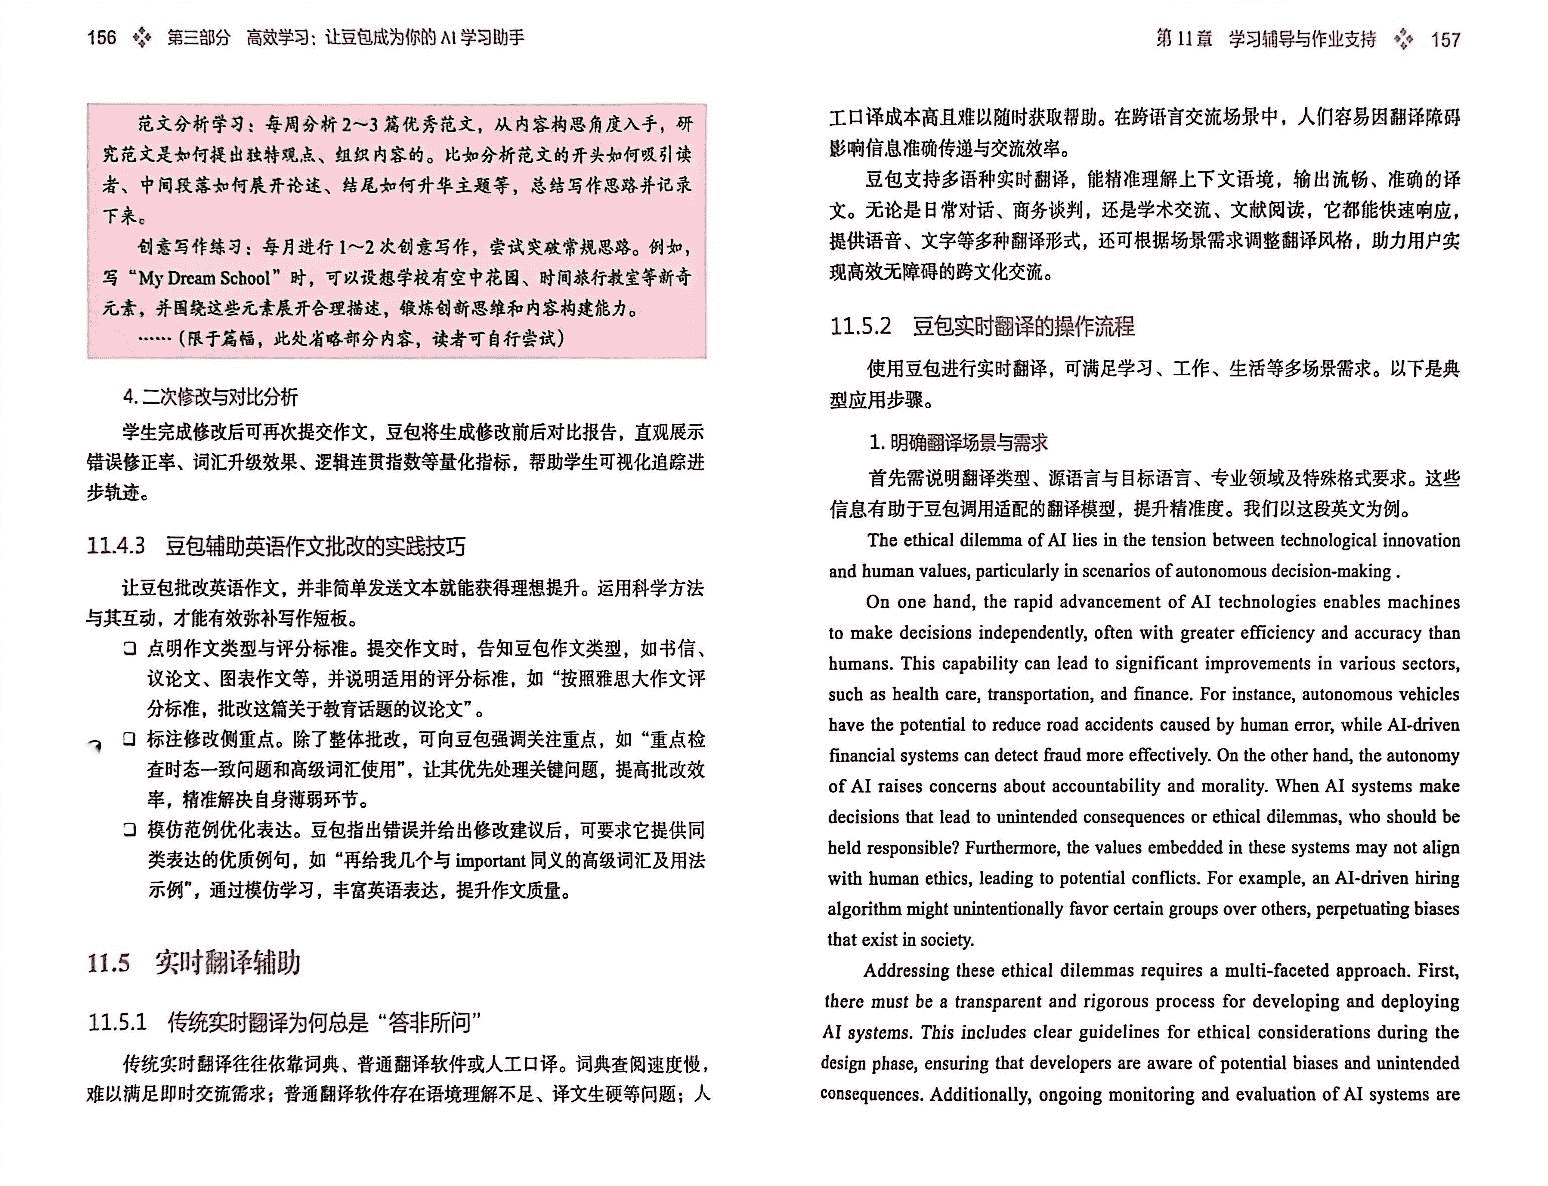 156 第三部分 高效学习：让豆包成为你的 AI 学习助手
范文分析学习：每周分析 2～3 篇优秀范文，从内容构思角度入手，研
究范文是如何提出独特观点、组织内容的。比如分析范文的开头如何吸引读
者、中间段落如何展开论述、结尾如何升华主题等，总结写作思路并记录
下来。
创意写作练习：每月进行 1～2 次创意写作，尝试突破常规思路。例如，
写“My Dream School”时，可以设想学校有空中花园、时间旅行教室等新奇
元素，并围绕这些元素展开合理描述，锻炼创新思维和内容构建能力。
……（限于篇幅，此处省略部分内容，读者可自行尝试）
4. 二次修改与对比分析
学生完成修改后可再次提交作文，豆包将生成修改前后对比报告，直观展示
错误修正率、词汇升级效果、逻辑连贯指数等量化指标，帮助学生可视化追踪进
步轨迹。
11.4.3 豆包辅助英语作文批改的实践技巧
让豆包批改英语作文，并非简单发送文本就能获得理想提升。运用科学方法
与其互动，才能有效弥补写作短板。
❏ 点明作文类型与评分标准。提交作文时，告知豆包作文类型，如书信、
议论文、图表作文等，并说明适用的评分标准，如“按照雅思大作文评
分标准，批改这篇关于教育话题的议论文”。
❏ 标注修改侧重点。除了整体批改，可向豆包强调关注重点，如“重点检
查时态一致问题和高级词汇使用”，让其优先处理关键问题，提高批改效
率，精准解决自身薄弱环节。
❏ 模仿范例优化表达。豆包指出错误并给出修改建议后，可要求它提供同
类表达的优质例句，如“再给我几个与 important 同义的高级词汇及用法
示例”，通过模仿学习，丰富英语表达，提升作文质量。
11.5 实时翻译辅助
11.5.1 传统实时翻译为何总是“答非所问”
传统实时翻译往往依靠词典、普通翻译软件或人工口译。词典查阅速度慢，
难以满足即时交流需求；普通翻译软件存在语境理解不足、译文生硬等问题；人
第 11 章 学习辅导与作业支持 157
工口译成本高且难以随时获取帮助。在跨语言交流场景中，人们容易因翻译障碍
影响信息准确传递与交流效率。
豆包支持多语种实时翻译，能精准理解上下文语境，输出流畅、准确的译
文。无论是日常对话、商务谈判，还是学术交流、文献阅读，它都能快速响应，
提供语音、文字等多种翻译形式，还可根据场景需求调整翻译风格，助力用户实
现高效无障碍的跨文化交流。
11.5.2 豆包实时翻译的操作流程
使用豆包进行实时翻译，可满足学习、工作、生活等多场景需求。以下是典
型应用步骤。
1. 明确翻译场景与需求
首先需说明翻译类型、源语言与目标语言、专业领域及特殊格式要求。这些
信息有助于豆包调用适配的翻译模型，提升精准度。我们以这段英文为例。
The ethical dilemma of AI lies in the tension between technological innovation
and human values, particularly in scenarios of autonomous decision-making .
On one hand, the rapid advancement of AI technologies enables machines
to make decisions independently, often with greater efficiency and accuracy than
humans. This capability can lead to significant improvements in various sectors,
such as health care, transportation, and finance. For instance, autonomous vehicles
have the potential to reduce road accidents caused by human error, while AI-driven
financial systems can detect fraud more effectively. On the other hand, the autonomy
of AI raises concerns about accountability and morality. When AI systems make
decisions that lead to unintended consequences or ethical dilemmas, who should be
held responsible? Furthermore, the values embedded in these systems may not align
with human ethics, leading to potential conflicts. For example, an AI-driven hiring
algorithm might unintentionally favor certain groups over others, perpetuating biases
that exist in society.
Addressing these ethical dilemmas requires a multi-faceted approach. First,
there must be a transparent and rigorous process for developing and deploying
AI systems. This includes clear guidelines for ethical considerations during the
design phase, ensuring that developers are aware of potential biases and unintended
consequences. Additionally, ongoing monitoring and evaluation of AI systems are